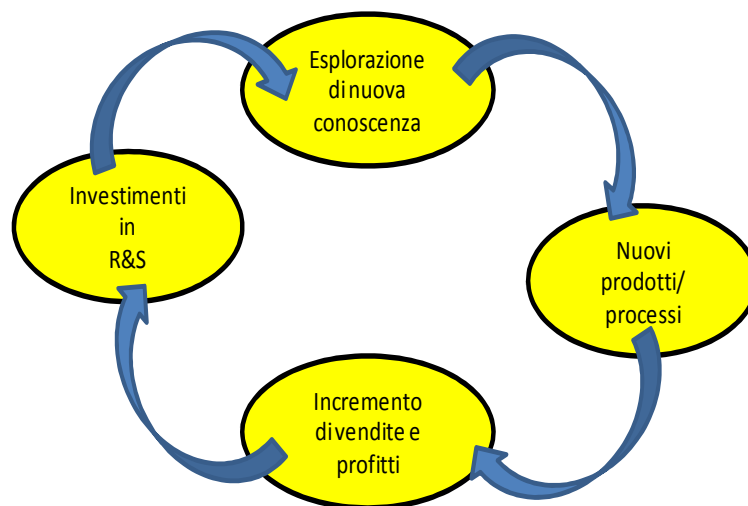 Esplorazione
di nuova
conoscenza
Investimenti
in
R&S
Nuovi
prodotti/
processi
Incremento
di vendite e
profitti